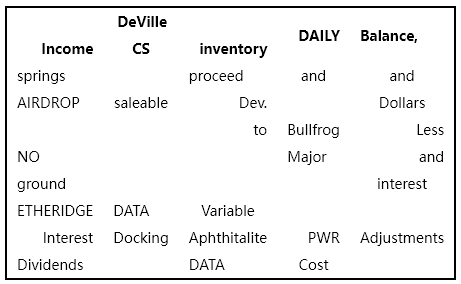 DeVille
Income CS inventory DAILY Balance,
springs proceed and and
AIRDROP saleable Dev. Dollars
to Bullfrog Less
NO Major and
ground interest
ETHERIDGE DATA Variable
Interest Docking Aphthitalite PWR Adjustments
Dividends DATA Cost